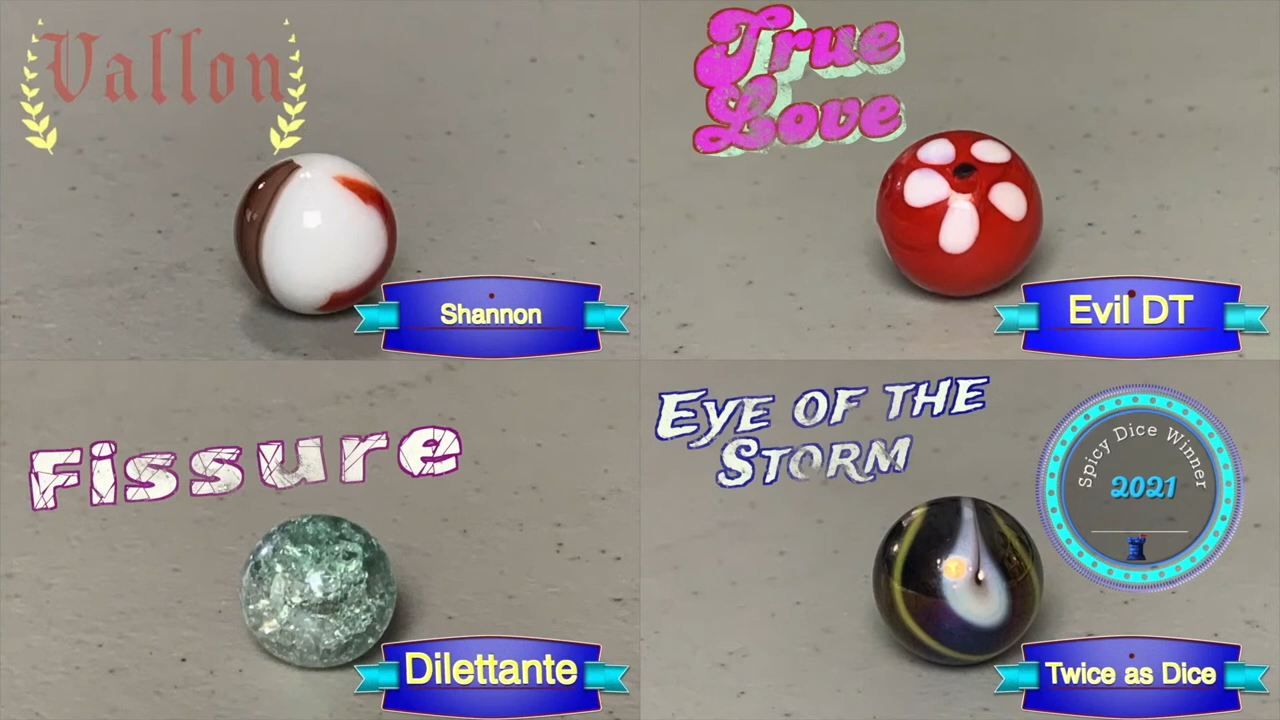 Vallon
Shannon
True
Love
Evil DT
Fissure
Dilettante
Eye of the
Storm
Spicy Dice Winner
2021
Twice as Dice